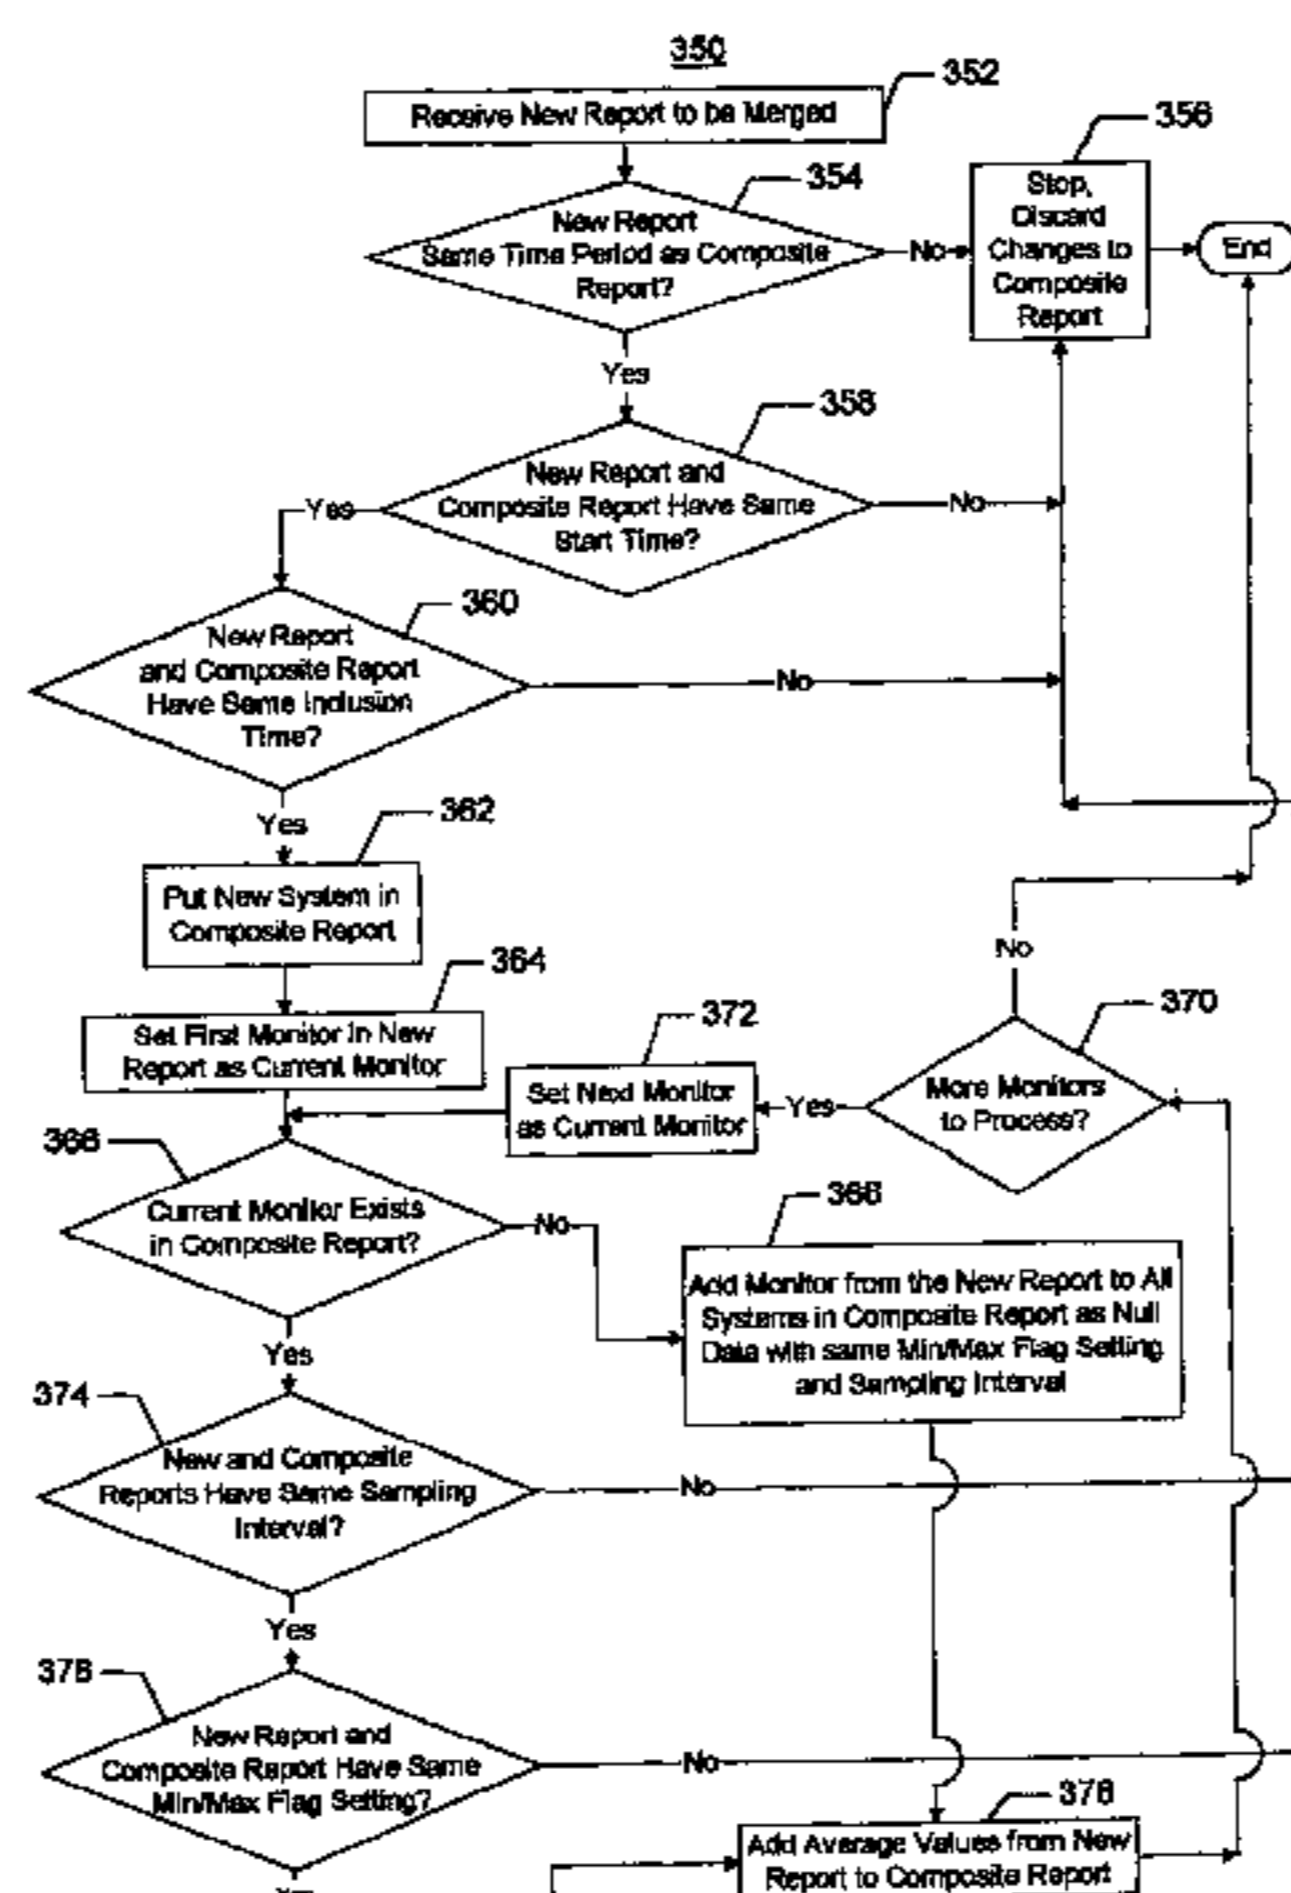 350
352
Receive New Report to be Merged
354
356
New Report
Same Time Period as Composite
Report?
No
Stop,
Discard
Changes to
Composite
Report
End
Yes
358
New Report and
Composite Report Have Same
Start Time?
Yes
No
360
New Report
and Composite Report
Have Same Inclusion
Time?
No
Yes
362
Put New System in
Composite Report
No
364
Set First Monitor in New
Report as Current Monitor
372
Set Next Monitor
as Current Monitor
Yes
370
More Monitors
to Process?
366
Current Monitor Exists
in Composite Report?
No
368
Add Monitor from the New Report to All
Systems in Composite Report as Null
Data with same Min/Max Flag Setting
and Sampling Interval
Yes
374
New and Composite
Reports Have Same Sampling
Interval?
No
Yes
378
New Report and
Composite Report Have Same
Min/Max Flag Setting?
No
376
Add Average Values from New
Report to Composite Report